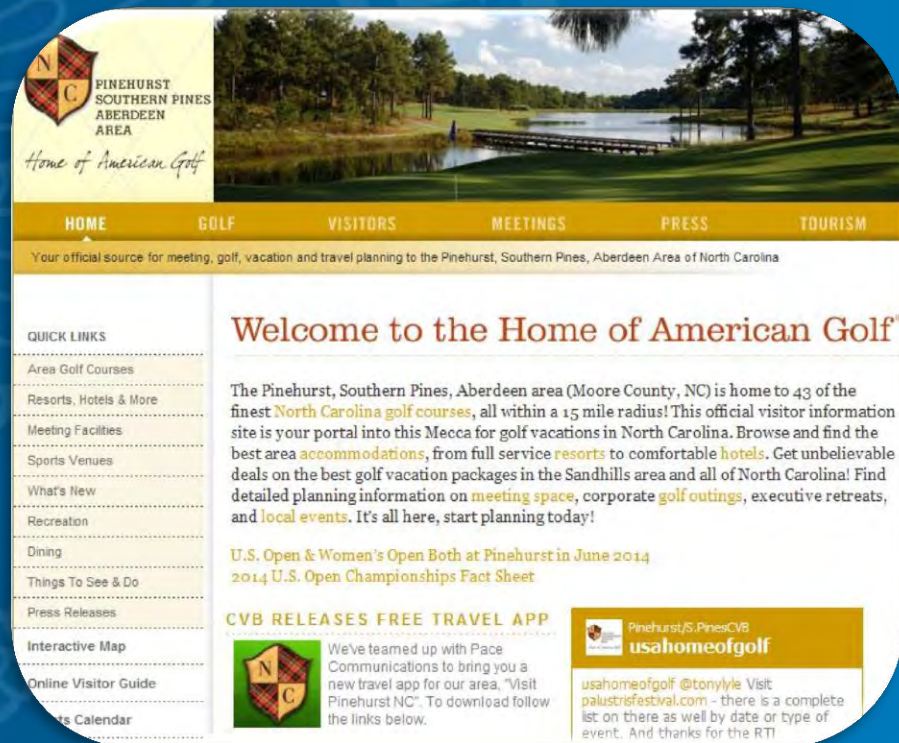 N
C
PINEHURST
SOUTHERN PINES
ABERDEEN
AREA
Home of American Golf
HOME GOLF VISITORS MEETINGS PRESS TOURISM
Your official source for meeting, golf, vacation and travel planning to the Pinehurst, Southern Pines, Aberdeen Area of North Carolina
QUICK LINKS
Area Golf Courses
Resorts, Hotels & More
Meeting Facilities
Sports Venues
What's New
Recreation
Dining
Things To See & Do
Press Releases
Interactive Map
Online Visitor Guide
ts Calendar
Welcome to the Home of American Golf
The Pinehurst, Southern Pines, Aberdeen area (Moore County, NC) is home to 43 of the
finest North Carolina golf courses, all within a 15 mile radius! This official visitor information
site is your portal into this Mecca for golf vacations in North Carolina. Browse and find the
best area accommodations, from full service resorts to comfortable hotels. Get unbelievable
deals on the best golf vacation packages in the Sandhills area and all of North Carolina! Find
detailed planning information on meeting space, corporate golf outings, executive retreats,
and local events. It's all here, start planning today!
U.S. Open & Women's Open Both at Pinehurst in June 2014
2014 U.S. Open Championships Fact Sheet
CVB RELEASES FREE TRAVEL APP
N
C
We've teamed up with Pace
Communications to bring you a
new travel app for our area, "Visit
Pinehurst NC". To download follow
the links below.
Pinehurst/S.PinesCVB
usahomeofgolf
usahomeofgolf @tonylyle Visit
palustrisfestival.com - there is a complete
list on there as well by date or type of
event. And thanks for the RT!